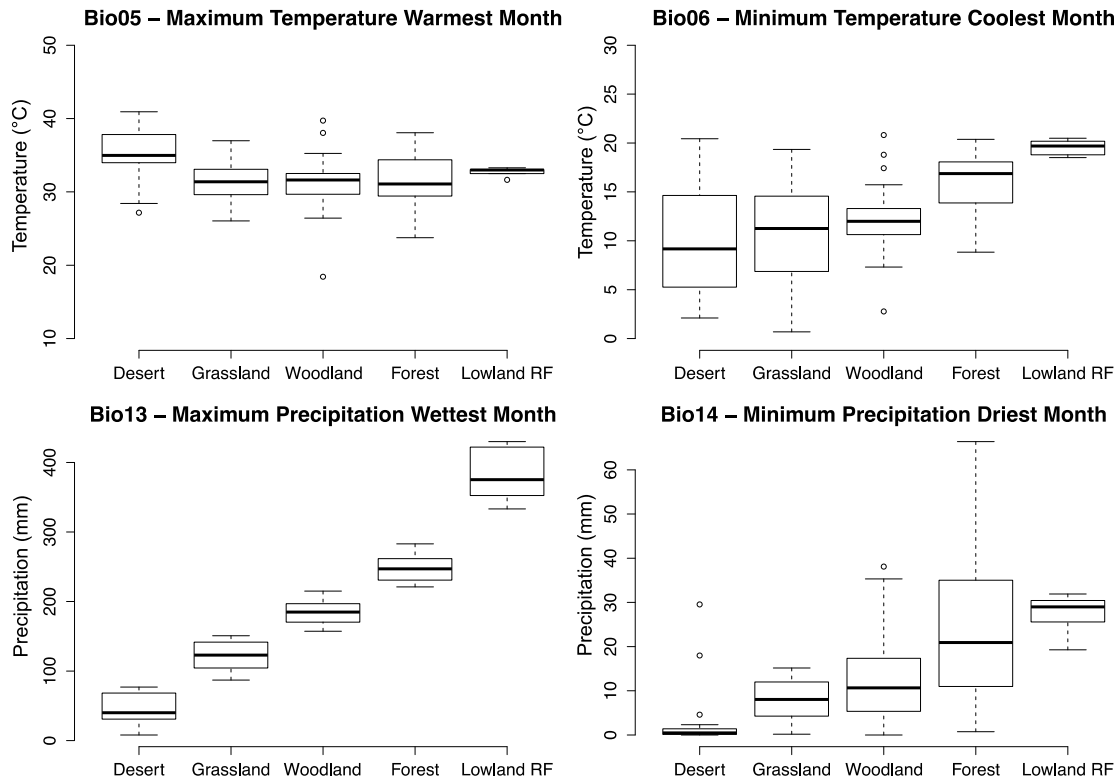 Bio05 – Maximum Temperature Warmest Month
Temperature (°C)
50
40
30
20
10
Desert Grassland Woodland Forest Lowland RF
Bio06 – Minimum Temperature Coolest Month
Temperature (°C)
30
25
20
15
10
5
0
Desert Grassland Woodland Forest Lowland RF
Bio13 – Maximum Precipitation Wettest Month
Precipitation (mm)
400
300
200
100
0
Desert Grassland Woodland Forest Lowland RF
Bio14 – Minimum Precipitation Driest Month
Precipitation (mm)
60
50
40
30
20
10
0
Desert Grassland Woodland Forest Lowland RF